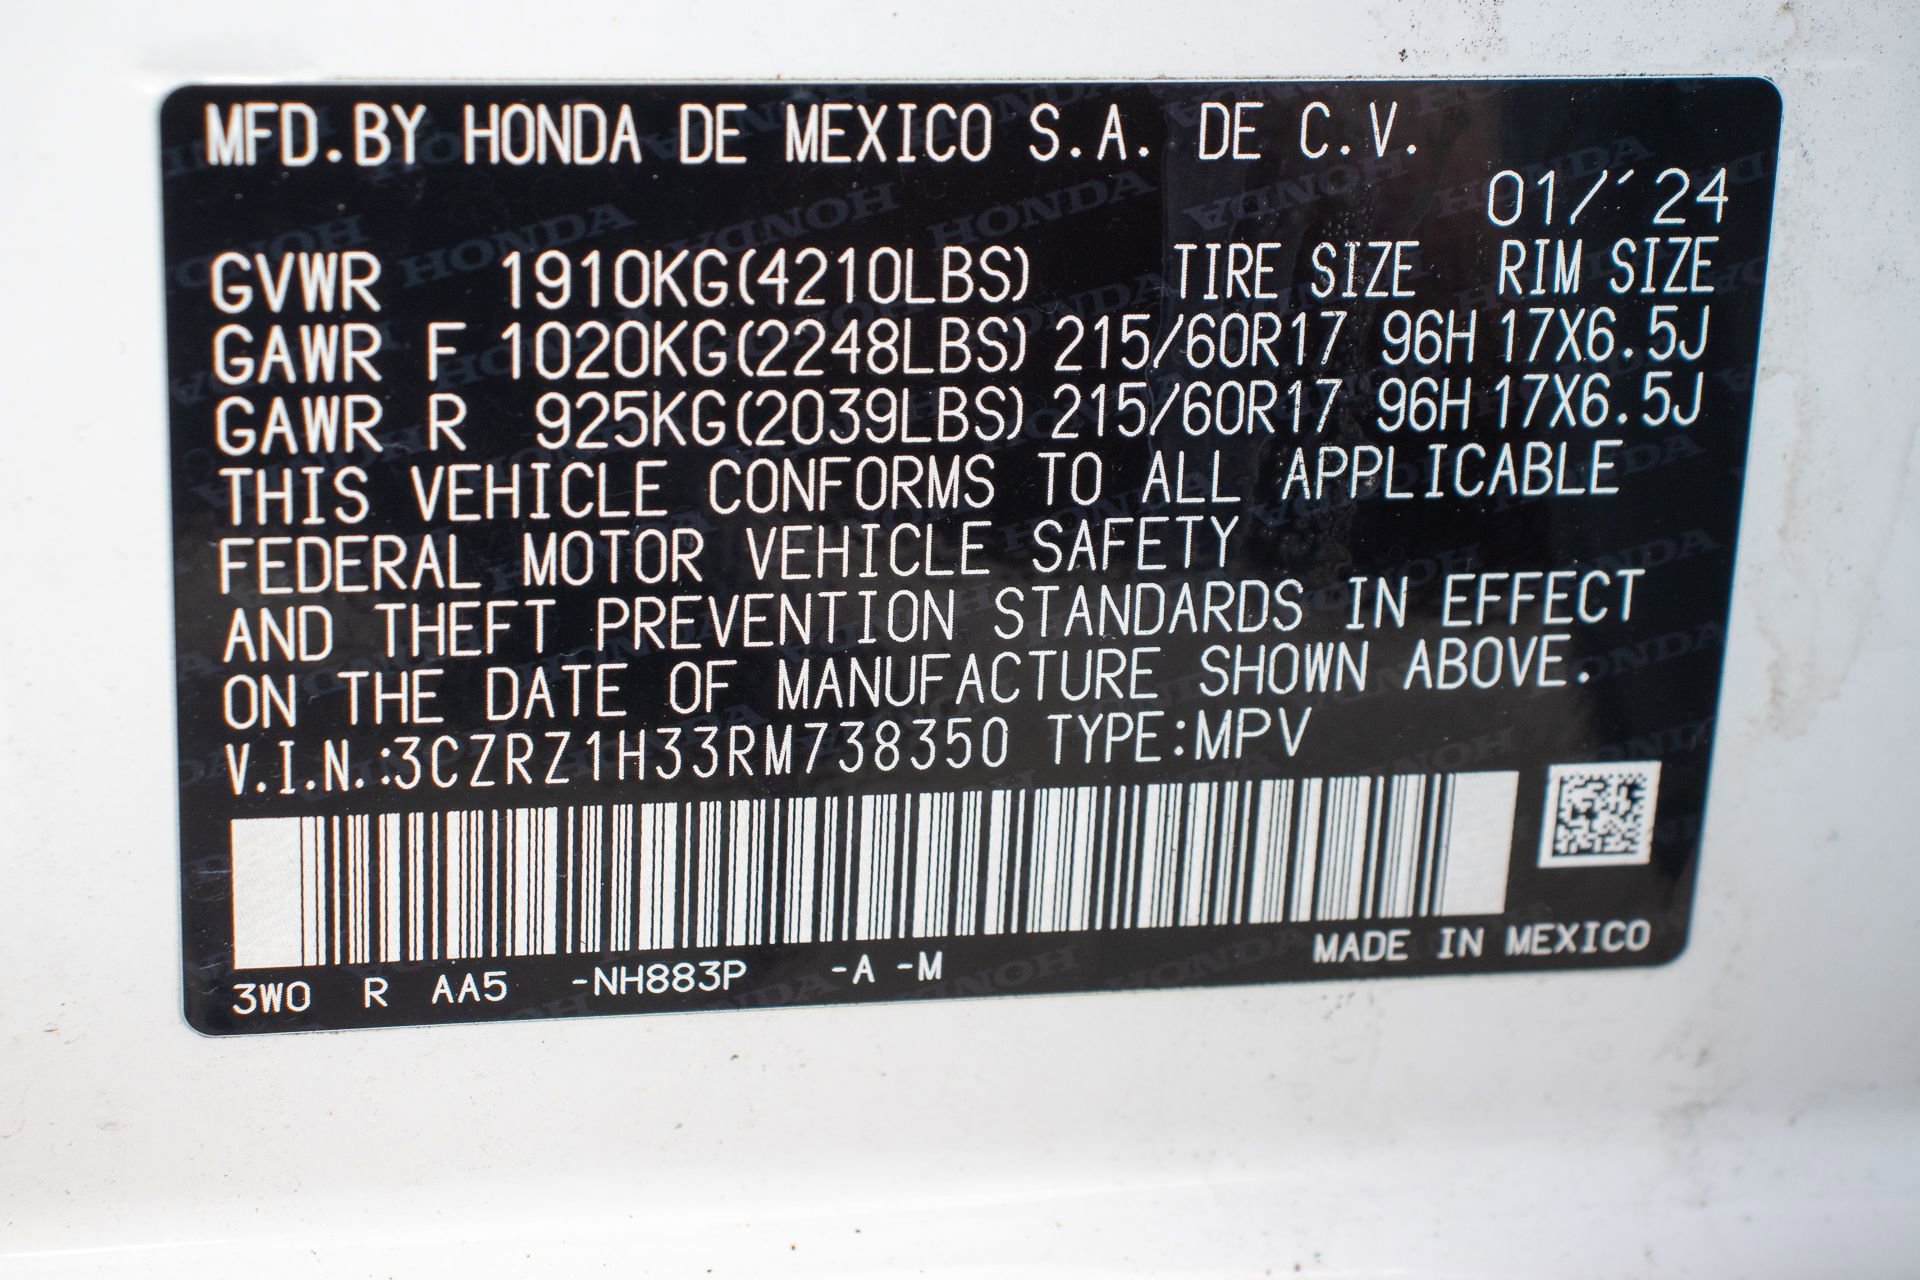 MFD.BY HONDA DE MEXICO S.A. DE C.V.
01/'24
GVWR 1910KG(4210LBS) TIRE SIZE RIM SIZE
GAWR F 1020KG(2248LBS) 215/60R17 96H 17X6.5J
GAWR R 925KG(2039LBS) 215/60R17 96H 17X6.5J
THIS VEHICLE CONFORMS TO ALL APPLICABLE
FEDERAL MOTOR VEHICLE SAFETY
AND THEFT PREVENTION STANDARDS IN EFFECT
ON THE DATE OF MANUFACTURE SHOWN ABOVE.
V.I.N.:3CZRZ1H33RM738350 TYPE:MPV
MADE IN MEXICO
3W0 R AA5 -NH883P -A -M